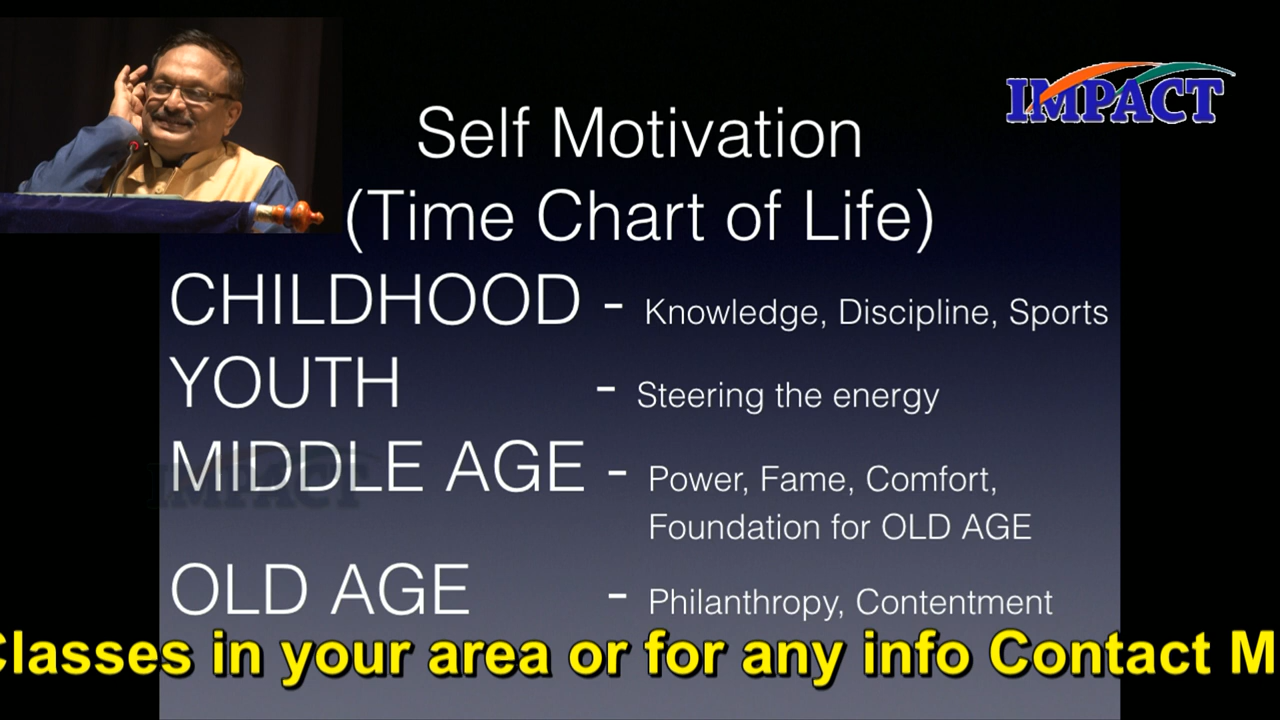 IMPACT
Self Motivation
(Time Chart of Life)
CHILDHOOD - Knowledge, Discipline, Sports
YOUTH - Steering the energy
MIDDLE AGE - Power, Fame, Comfort,
Foundation for OLD AGE
IMPACT
OLD AGE - Philanthropy, Contentment
Classes in your area or for any info Contact M